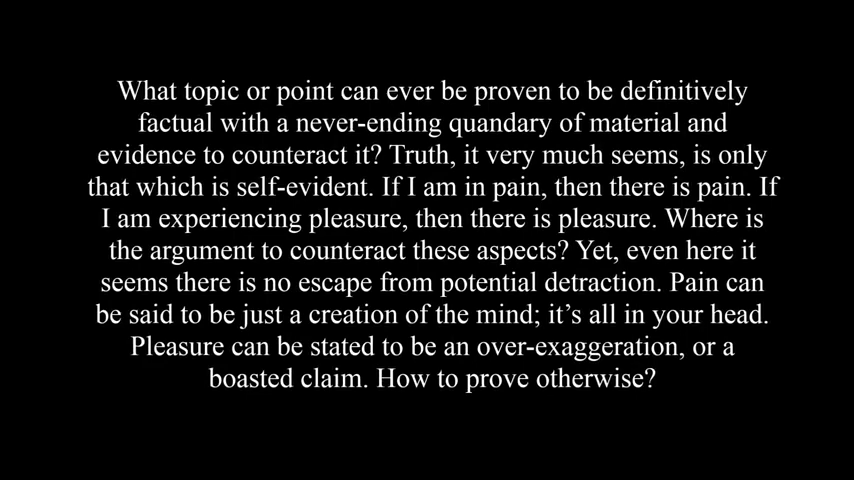 What topic or point can ever be proven to be definitively
factual with a never-ending quandary of material and
evidence to counteract it? Truth, it very much seems, is only
that which is self-evident. If I am in pain, then there is pain. If
I am experiencing pleasure, then there is pleasure. Where is
the argument to counteract these aspects? Yet, even here it
seems there is no escape from potential detraction. Pain can
be said to be just a creation of the mind; it’s all in your head.
Pleasure can be stated to be an over-exaggeration, or a
boasted claim. How to prove otherwise?